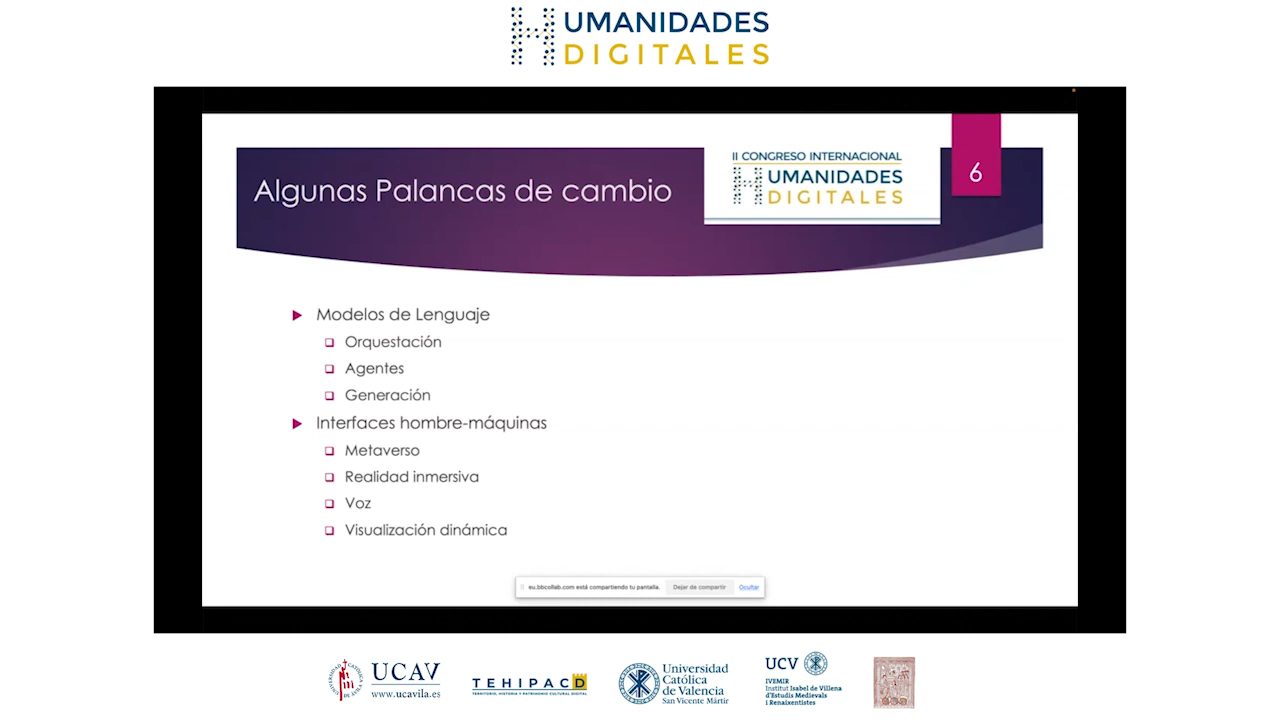 HUMANIDADES
DIGITALES
Algunas Palancas de cambio
II CONGRESO INTERNACIONAL
HUMANIDADES
DIGITALES
6
Modelos de Lenguaje
Orquestación
Agentes
Generación
Interfaces hombre-máquinas
Metaverso
Realidad inmersiva
Voz
Visualización dinámica
eu.bbcollab.com está compartiendo tu pantalla. Dejar de compartir Ocultar
UCAV
www.ucavila.es
TEHIPACD
TERRITORIO, HISTORIA Y PATRIMONIO CULTURAL DIGITAL
Universidad
Católica
de Valencia
San Vicente Mártir
UCV
IVEMIR
Institut Isabel de Villena
d'Estudis Medievals
i Renaixentistes